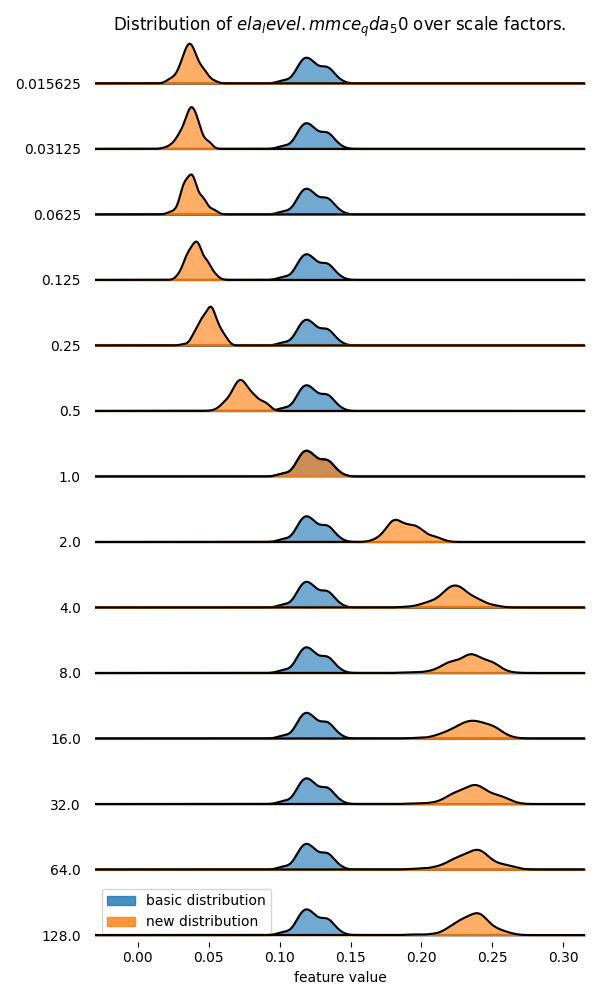 Distribution of ela_level.mmce_qda_50 over scale factors.
0.015625
0.03125
0.0625
0.125
0.25
0.5
1.0
2.0
4.0
8.0
16.0
32.0
64.0
128.0
basic distribution
new distribution
0.00 0.05 0.10 0.15 0.20 0.25 0.30
feature value